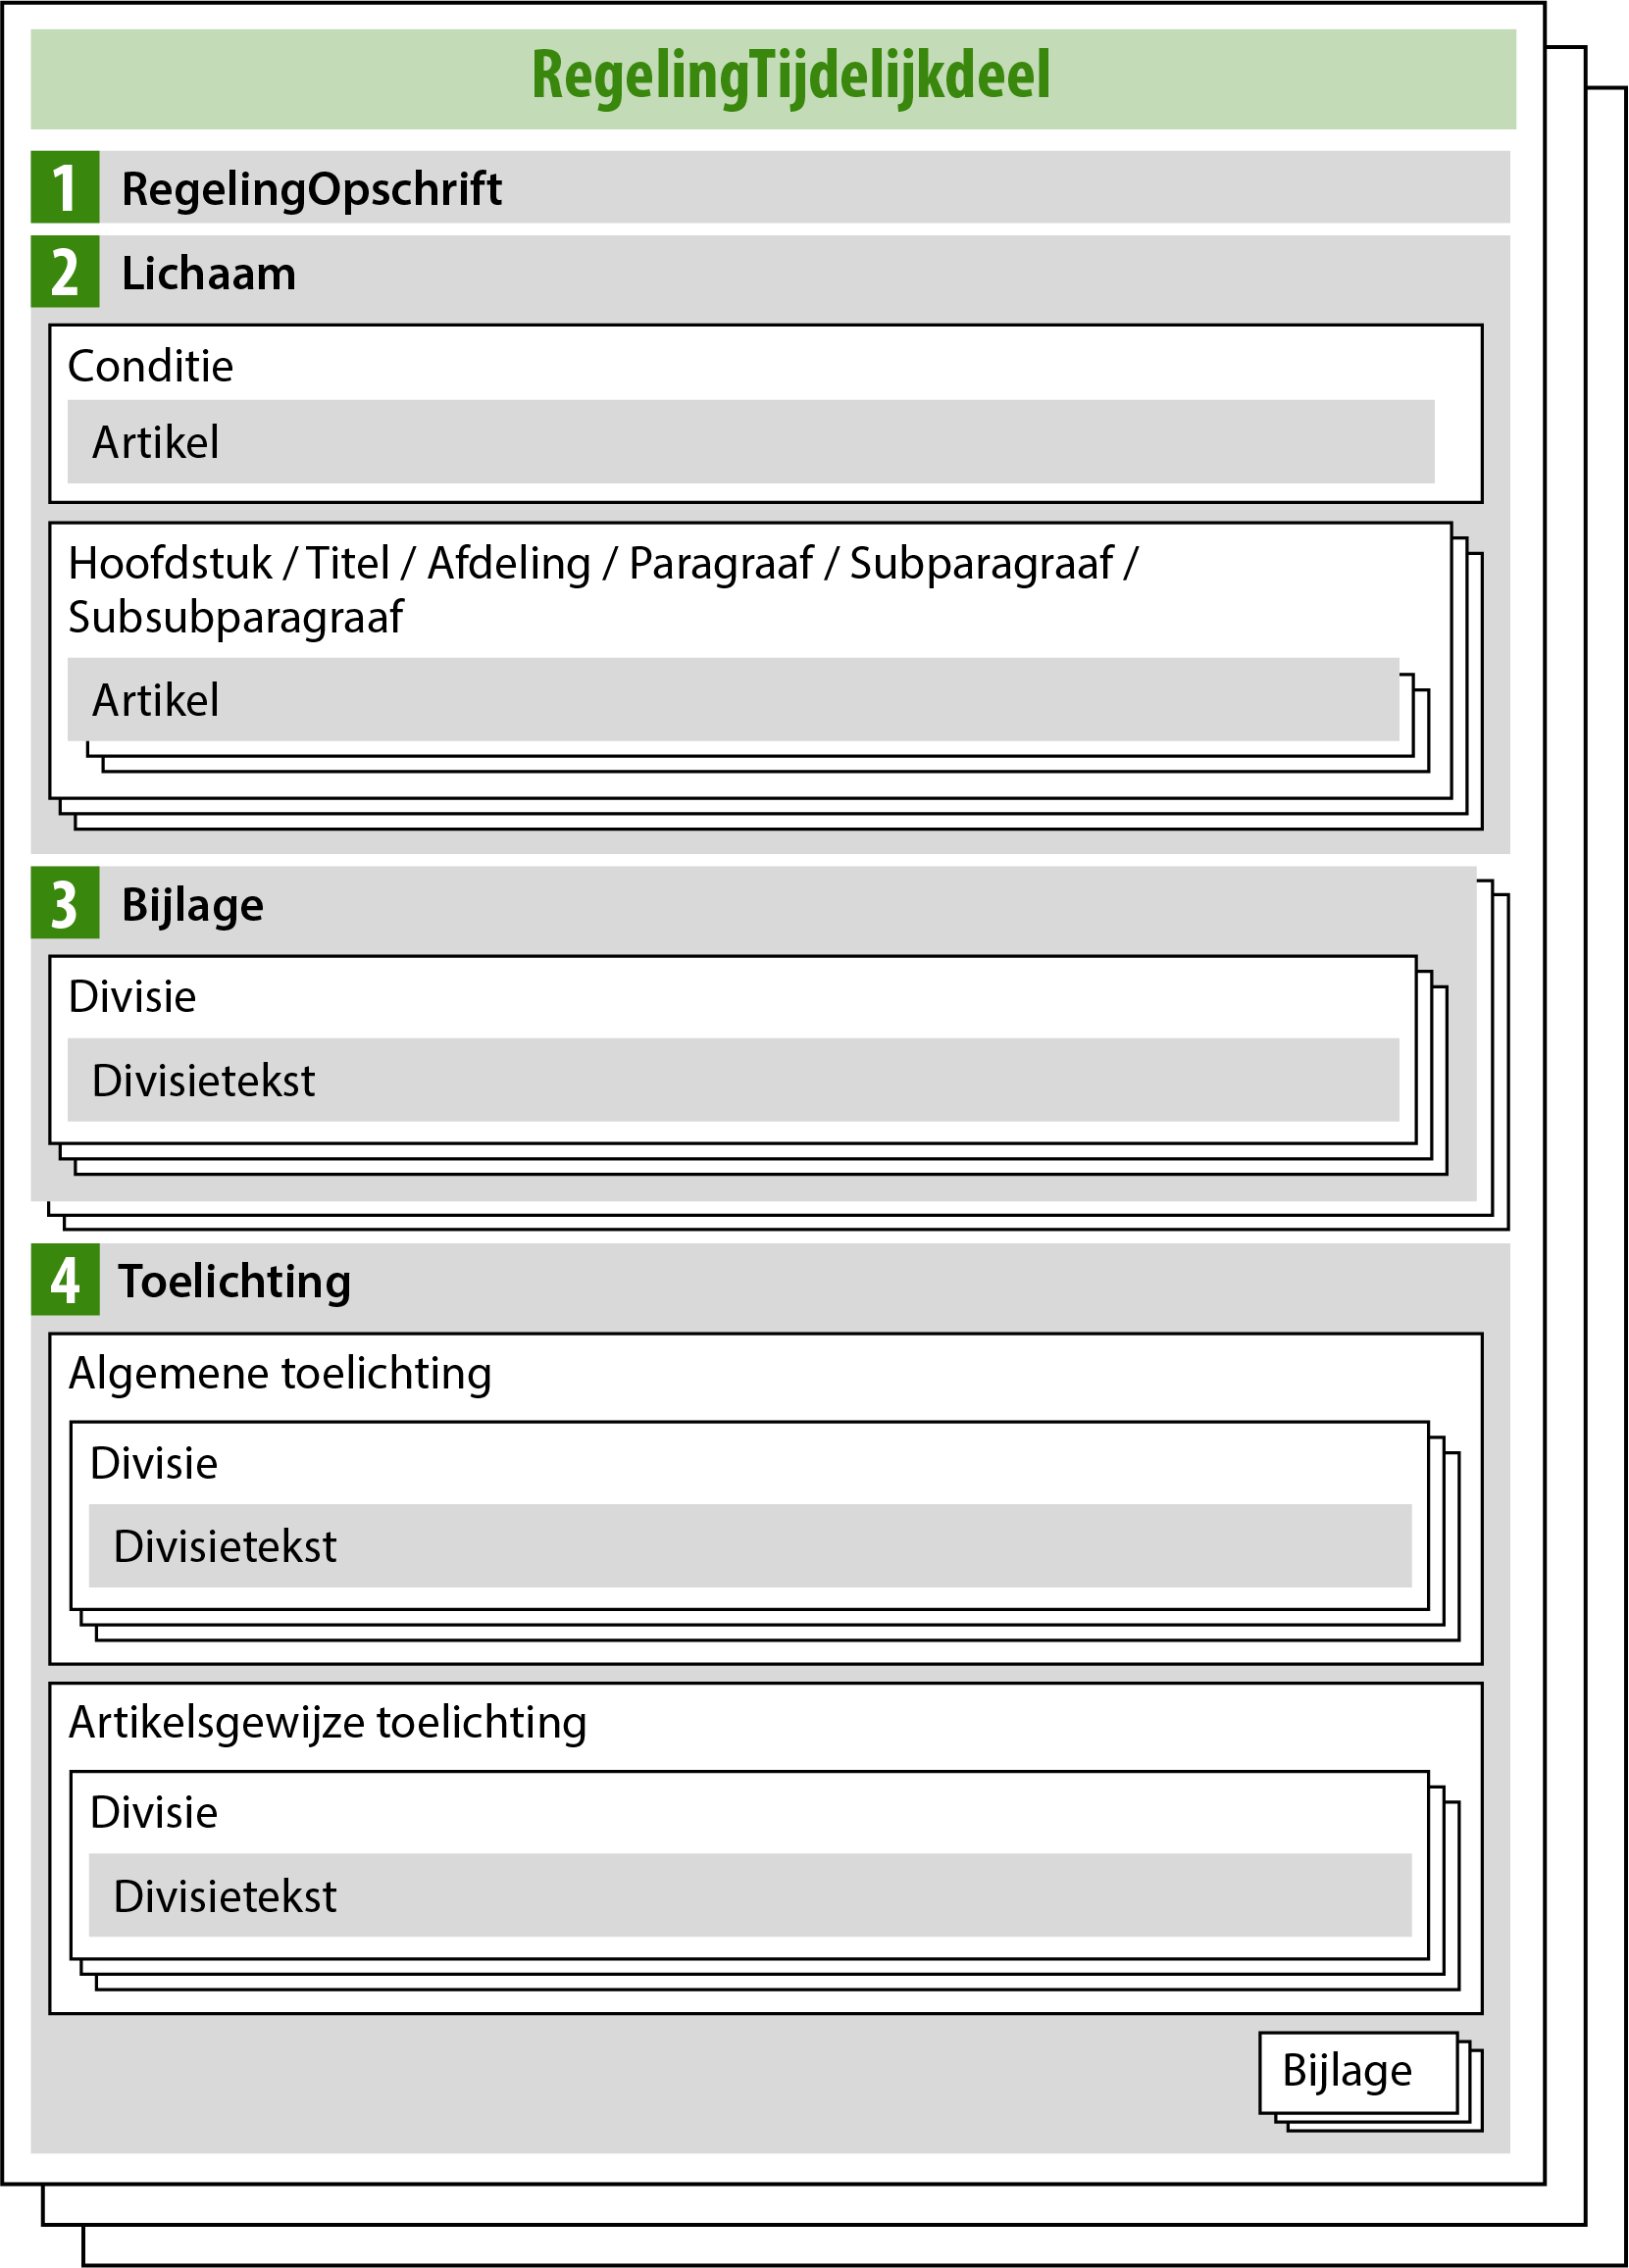 RegelingTijdelijkdeel
1 RegelingOpschrift
2 Lichaam
Conditie
Artikel
Hoofdstuk / Titel / Afdeling / Paragraaf / Subparagraaf /
Subsubparagraaf
Artikel
3 Bijlage
Divisie
Divisietekst
4 Toelichting
Algemene toelichting
Divisie
Divisietekst
Artikelsgewijze toelichting
Divisie
Divisietekst
Bijlage